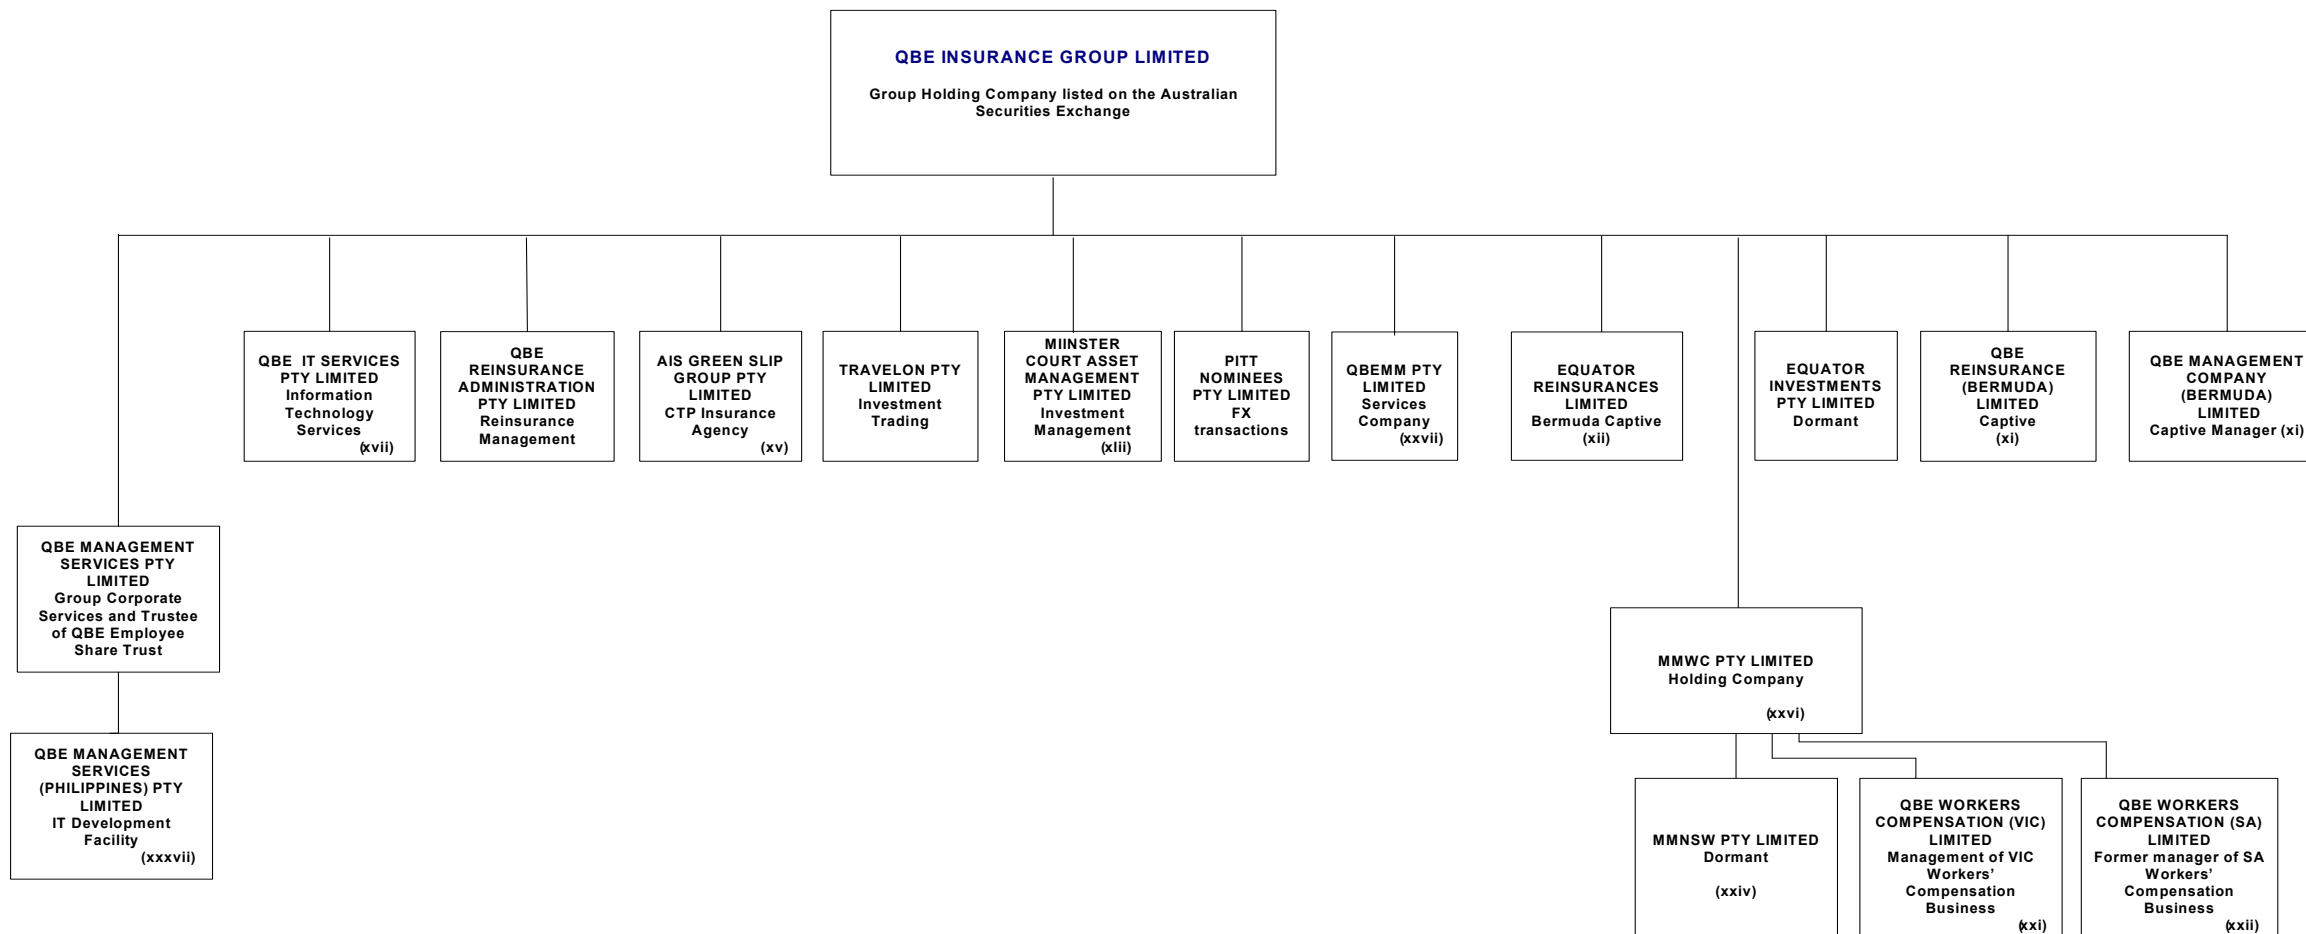 QBE INSURANCE GROUP LIMITED
Group Holding Company listed on the Australian
Securities Exchange
QBE IT SERVICES
PTY LIMITED
Information
Technology
Services
(xvii)
QBE
REINSURANCE
ADMINISTRATION
PTY LIMITED
Reinsurance
Management
AIS GREEN SLIP
GROUP PTY
LIMITED
CTP Insurance
Agency
(xv)
TRAVELON PTY
LIMITED
Investment
Trading
MIINSTER
COURT ASSET
MANAGEMENT
PTY LIMITED
Investment
Management
(xlii)
PITT
NOMINEES
PTY LIMITED
FX
transactions
QBEMM PTY
LIMITED
Services
Company
(xxvii)
EQUATOR
REINSURANCES
LIMITED
Bermuda Captive
(xii)
EQUATOR
INVESTMENTS
PTY LIMITED
Dormant
QBE
REINSURANCE
(BERMUDA)
LIMITED
Captive
(xi)
QBE MANAGEMENT
COMPANY
(BERMUDA)
LIMITED
Captive Manager (xi)
QBE MANAGEMENT
SERVICES PTY
LIMITED
Group Corporate
Services and Trustee
of QBE Employee
Share Trust
MMWC PTY LIMITED
Holding Company
(xxvi)
QBE MANAGEMENT
SERVICES
(PHILIPPINES) PTY
LIMITED
IT Development
Facility
(xxxvii)
MMNSW PTY LIMITED
Dormant
(xxiv)
QBE WORKERS
COMPENSATION (VIC)
LIMITED
Management of VIC
Workers'
Compensation
Business
(xxi)
QBE WORKERS
COMPENSATION (SA)
LIMITED
Former manager of SA
Workers'
Compensation
Business
(xxii)